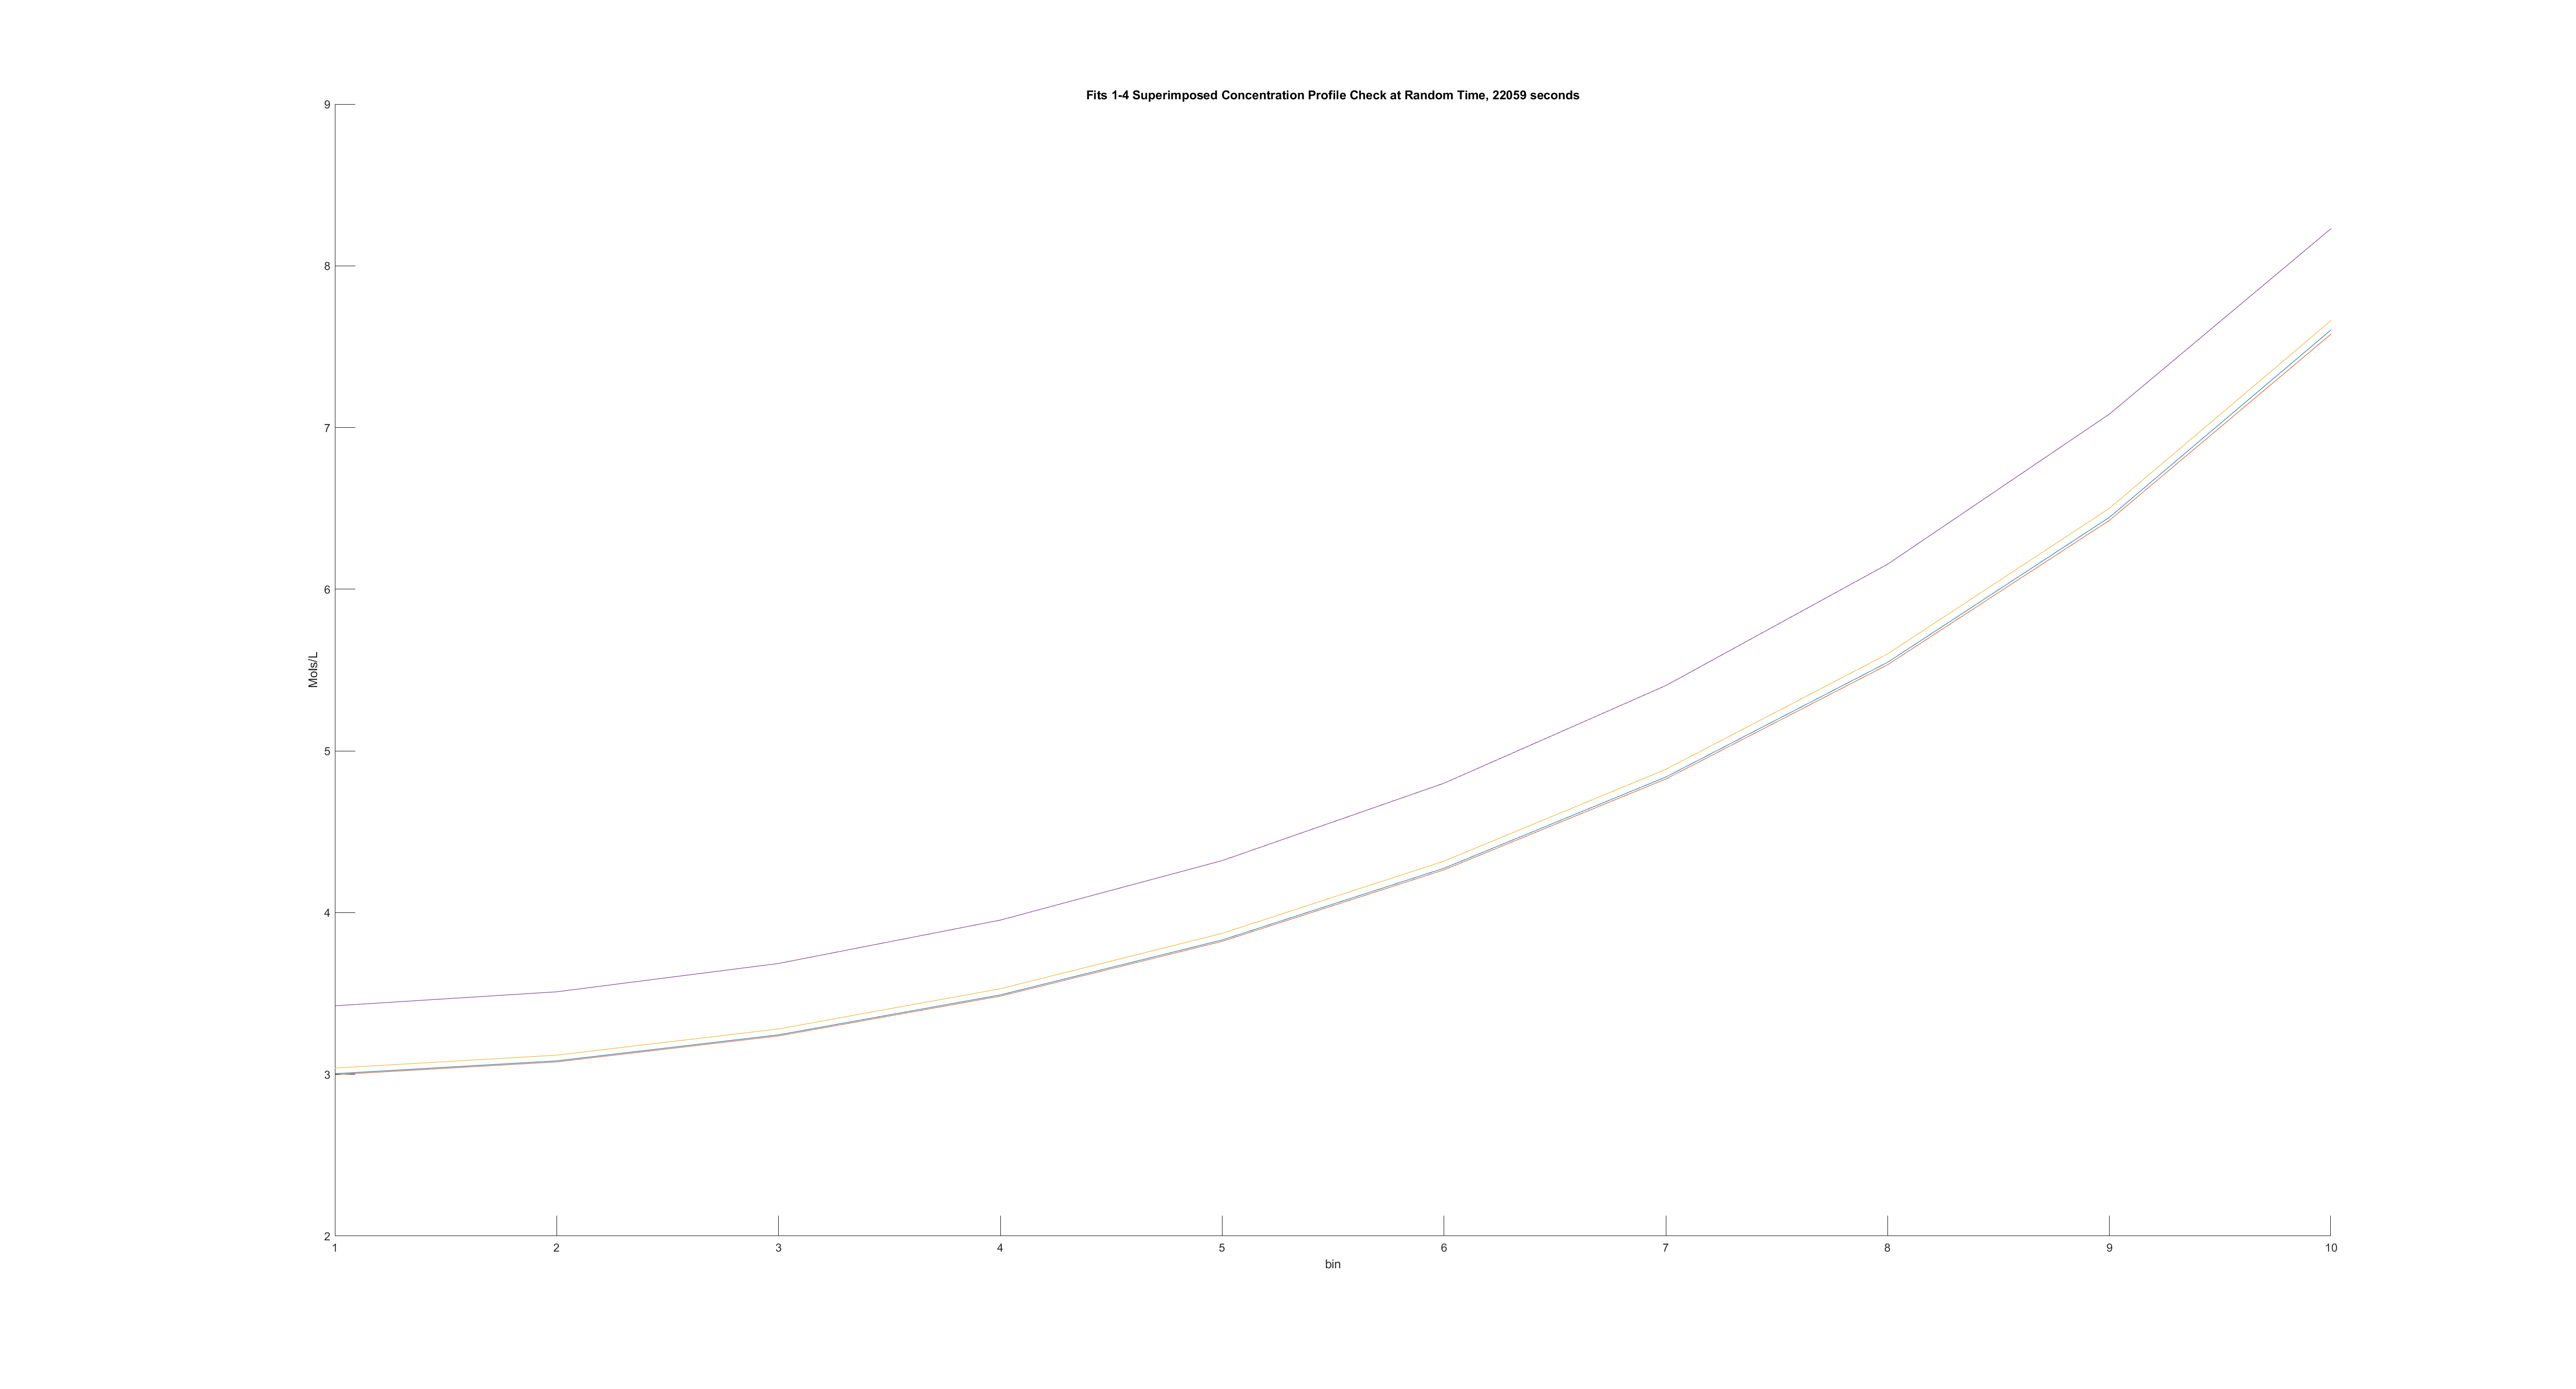 Fits 1-4 Superimposed Concentration Profile Check at Random Time, 22059 seconds
9
8
7
6
5
4
3
2
Mols/L
1 2 3 4 5 6 7 8 9 10
bin